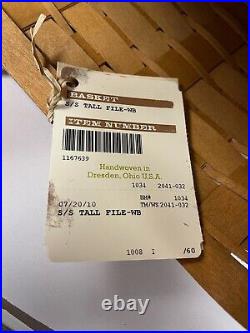 BASKET
S/S TALL FILE-WB
ITEM NUMBER
1167639
Handwoven in
Dresden, Ohio U.S.A.
1034 2041-032
BM# 1034
07/20/10 TM/WS 2041-032
S/S TALL FILE-WB
1008 I /60